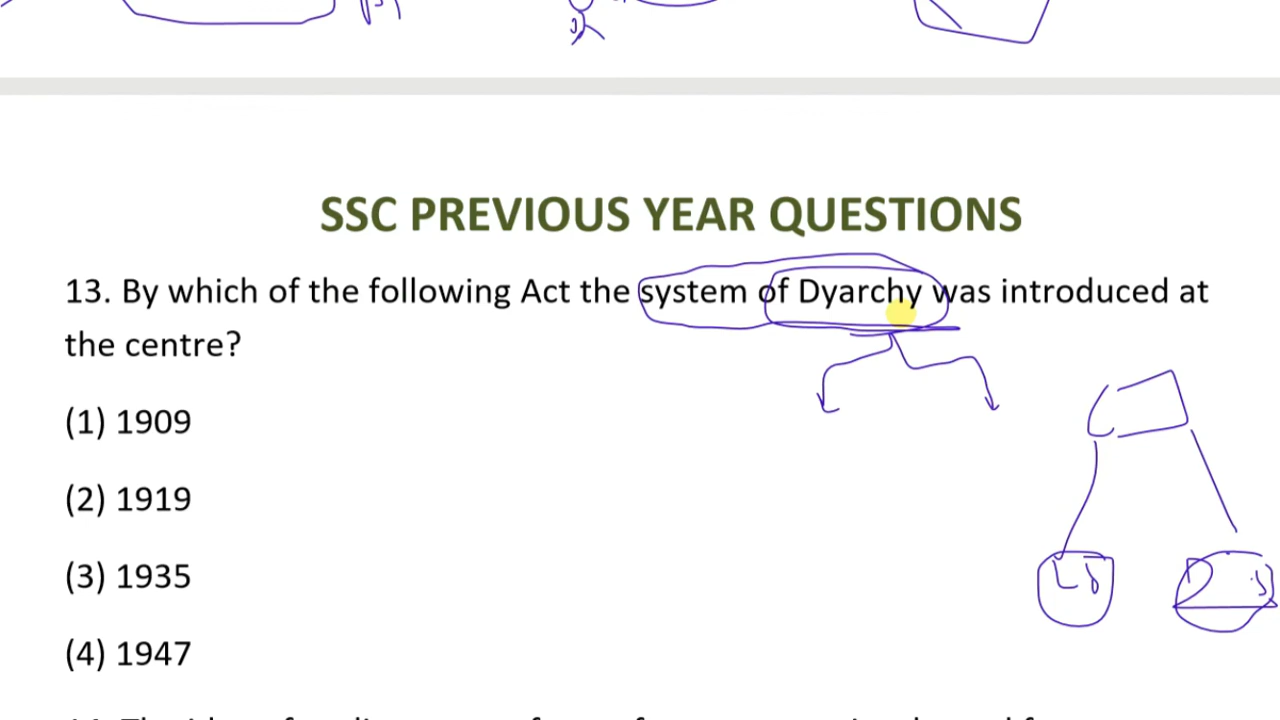 SSC PREVIOUS YEAR QUESTIONS
13. By which of the following Act the system of Dyarchy was introduced at
the centre?
(1) 1909
(2) 1919
(3) 1935
(4) 1947